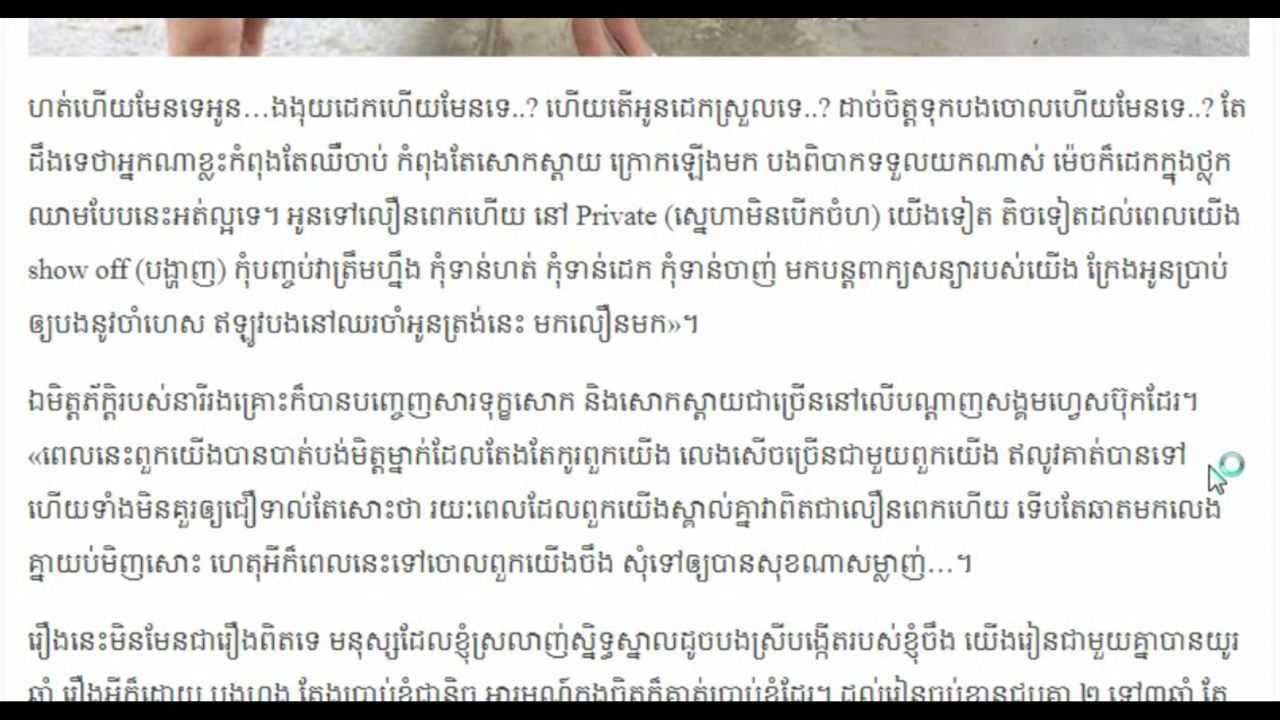 ហត់ហើយមែនទេអូន...ងងុយដេកហើយមែនទេ..? ហើយតើអូនដេកស្រួលទេ..? ដាច់ចិត្តទុកបងចោលហើយមែនទេ..? តែ
ដឹងទេថាអ្នកណាខ្លះកំពុងតែឈឺចាប់ កំពុងតែសោកស្តាយ ក្រោកឡើងមក បងពិបាកទទួលយកណាស់ ម៉េចក៏ដេកក្នុងថ្លុក
ឈាមបែបនេះអត់ល្អទេ។ អូនទៅលឿនពេកហើយ នៅ Private (ស្នេហាមិនបើកចំហ) យើងទៀត តិចទៀតដល់ពេលយើង
show off (បង្ហាញ) កុំបញ្ចប់វាត្រឹមហ្នឹង កុំទាន់ហត់ កុំទាន់ដេក កុំទាន់ចាញ់ មកបន្តពាក្យសន្យារបស់យើង ក្រែងអូនប្រាប់
ឲ្យបងនូវចាំហេស ឥឡូវបងនៅឈរចាំអូនត្រង់នេះ មកលឿនមក»។
ឯមិត្តភ័ក្តិរបស់នារីរងគ្រោះក៏បានបញ្ចេញសារទុក្ខសោក និងសោកស្តាយជាច្រើននៅលើបណ្តាញសង្គមហ្វេសប៊ុកដែរ។
«ពេលនេះពួកយើងបានបាត់បង់មិត្តម្នាក់ដែលតែងតែកូរពួកយើង លេងសើចច្រើនជាមួយពួកយើង ឥលូវគាត់បានទៅ
ហើយទាំងមិនគួរឲ្យជឿទាល់តែសោះថា រយៈពេលដែលពួកយើងស្គាល់គ្នាវាពិតជាលឿនពេកហើយ ទើបតែឆាតមកលេង
គ្នាយប់មិញសោះ ហេតុអីក៏ពេលនេះទៅចោលពួកយើងចឹង សុំទៅឲ្យបានសុខណាសម្លាញ់...។
រឿងនេះមិនមែនជារឿងពិតទេ មនុស្សដែលខ្ញុំស្រលាញ់ស្និទ្ធស្នាលដូចបងស្រីបង្កើតរបស់ខ្ញុំចឹង យើងរៀនជាមួយគ្នាបានយូរ